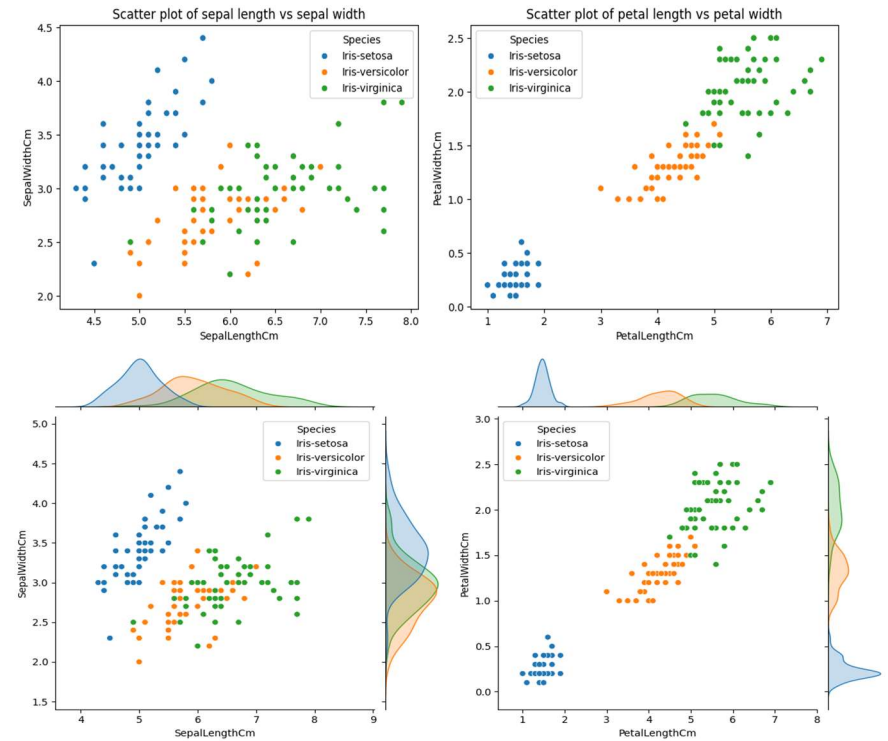 Scatter plot of sepal length vs sepal width
4.5
4.0
3.5
3.0
2.5
2.0
SepalWidthCm
Species
Iris-setosa
Iris-versicolor
Iris-virginica
4.5 5.0 5.5 6.0 6.5 7.0 7.5 8.0
SepalLengthCm
Scatter plot of petal length vs petal width
2.5
2.0
1.5
1.0
0.5
0.0
PetalWidthCm
Species
Iris-setosa
Iris-versicolor
Iris-virginica
1 2 3 4 5 6 7
PetalLengthCm
5.0
4.5
4.0
3.5
3.0
2.5
2.0
1.5
SepalWidthCm
Species
Iris-setosa
Iris-versicolor
Iris-virginica
4 5 6 7 8 9
SepalLengthCm
3.0
2.5
2.0
1.5
1.0
0.5
0.0
PetalWidthCm
Species
Iris-setosa
Iris-versicolor
Iris-virginica
1 2 3 4 5 6 7 8
PetalLengthCm